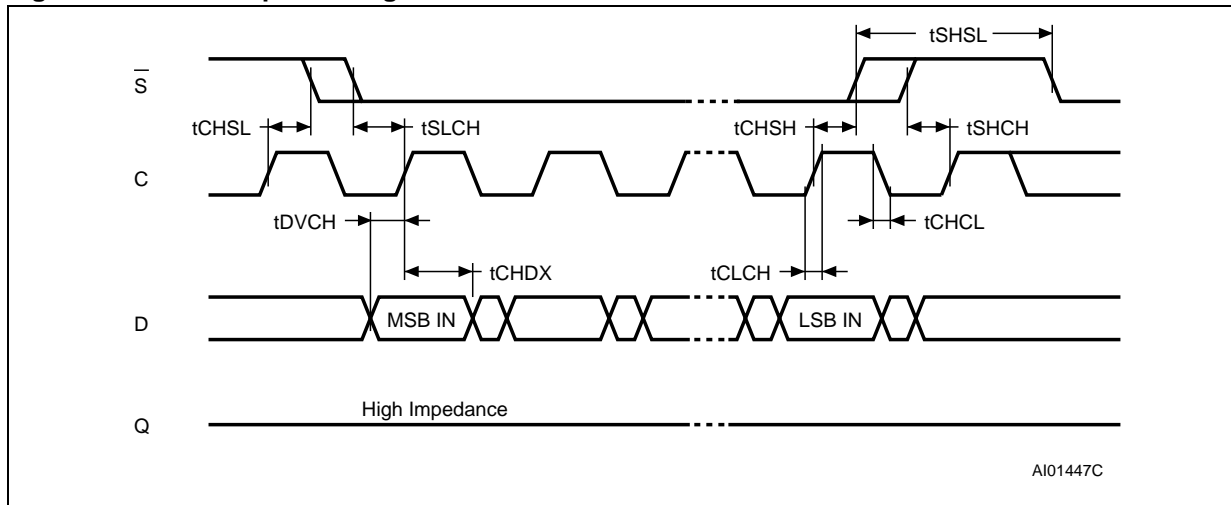 tSHSL
S
tCHSL
tSLCH
tCHSH
tSHCH
C
tDVCH
tCHCL
tCHDX
tCLCH
D
MSB IN
LSB IN
High Impedance
Q
AI01447C